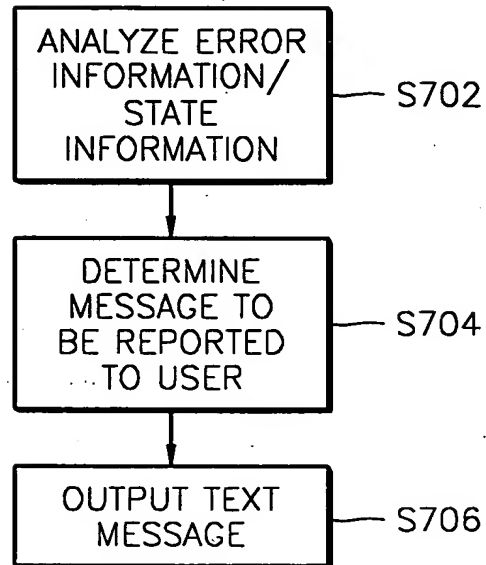 ANALYZE ERROR
INFORMATION/
STATE
INFORMATION
S702
DETERMINE
MESSAGE TO
BE REPORTED
TO USER
S704
OUTPUT TEXT
MESSAGE
S706